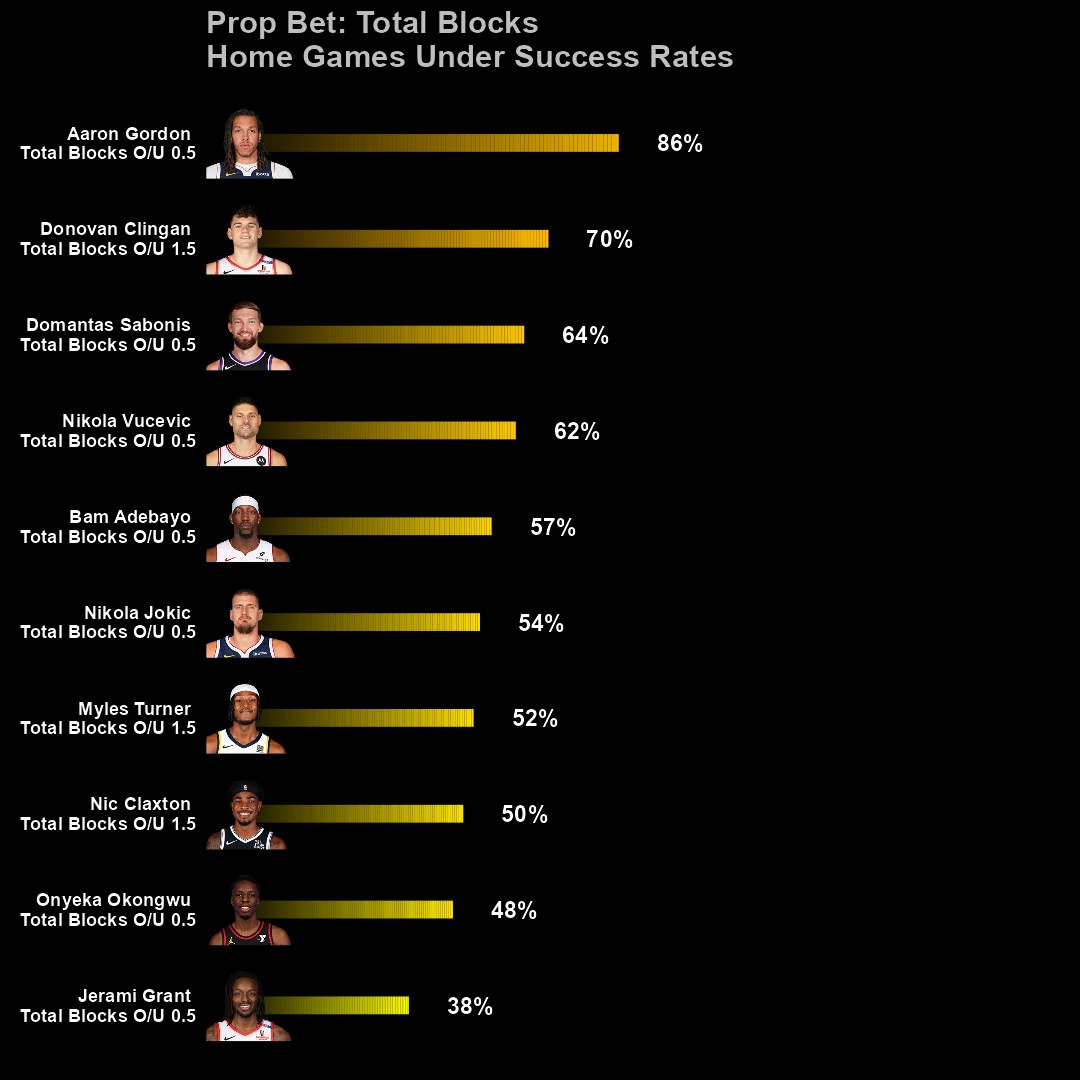 Prop Bet: Total Blocks
Home Games Under Success Rates
Aaron Gordon
Total Blocks O/U 0.5
86%
Donovan Clingan
Total Blocks O/U 1.5
70%
Domantas Sabonis
Total Blocks O/U 0.5
64%
Nikola Vucevic
Total Blocks O/U 0.5
62%
Bam Adebayo
Total Blocks O/U 0.5
57%
Nikola Jokic
Total Blocks O/U 0.5
54%
Myles Turner
Total Blocks O/U 1.5
52%
Nic Claxton
Total Blocks O/U 1.5
50%
Onyeka Okongwu
Total Blocks O/U 0.5
48%
Jerami Grant
Total Blocks O/U 0.5
38%